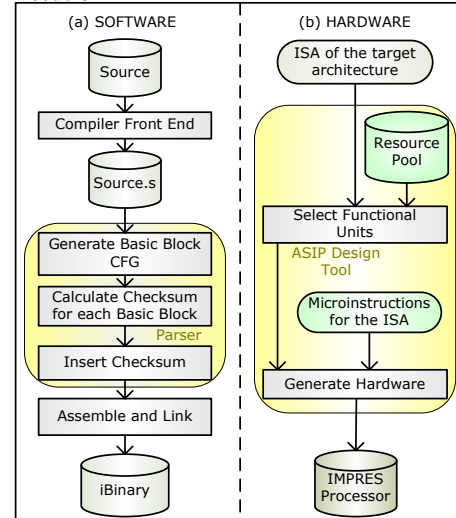 (a) SOFTWARE
Source
Compiler Front End
Source.s
Generate Basic Block
CFG
Calculate Checksum
for each Basic Block
Parser
Insert Checksum
Assemble and Link
iBinary
(b) HARDWARE
ISA of the target
architecture
Resource
Pool
Select Functional
Units
ASIP Design
Tool
Microinstructions
for the ISA
Generate Hardware
IMPRES
Processor